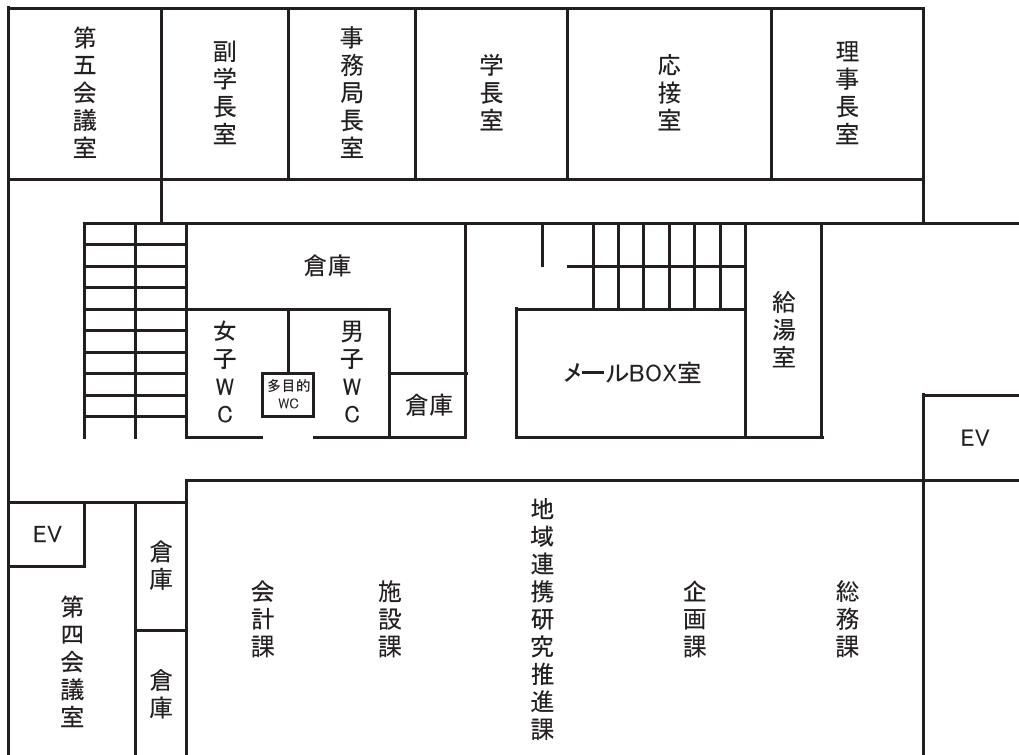 第五会議室
副学長室
事務局長室
学長室
応接室
理事長室
倉庫
女子WC
多目的
WC
男子WC
倉庫
メールBOX室
給湯室
EV
EV
倉庫
倉庫
第四会議室
会計課
施設課
地域連携研究推進課
企画課
総務課